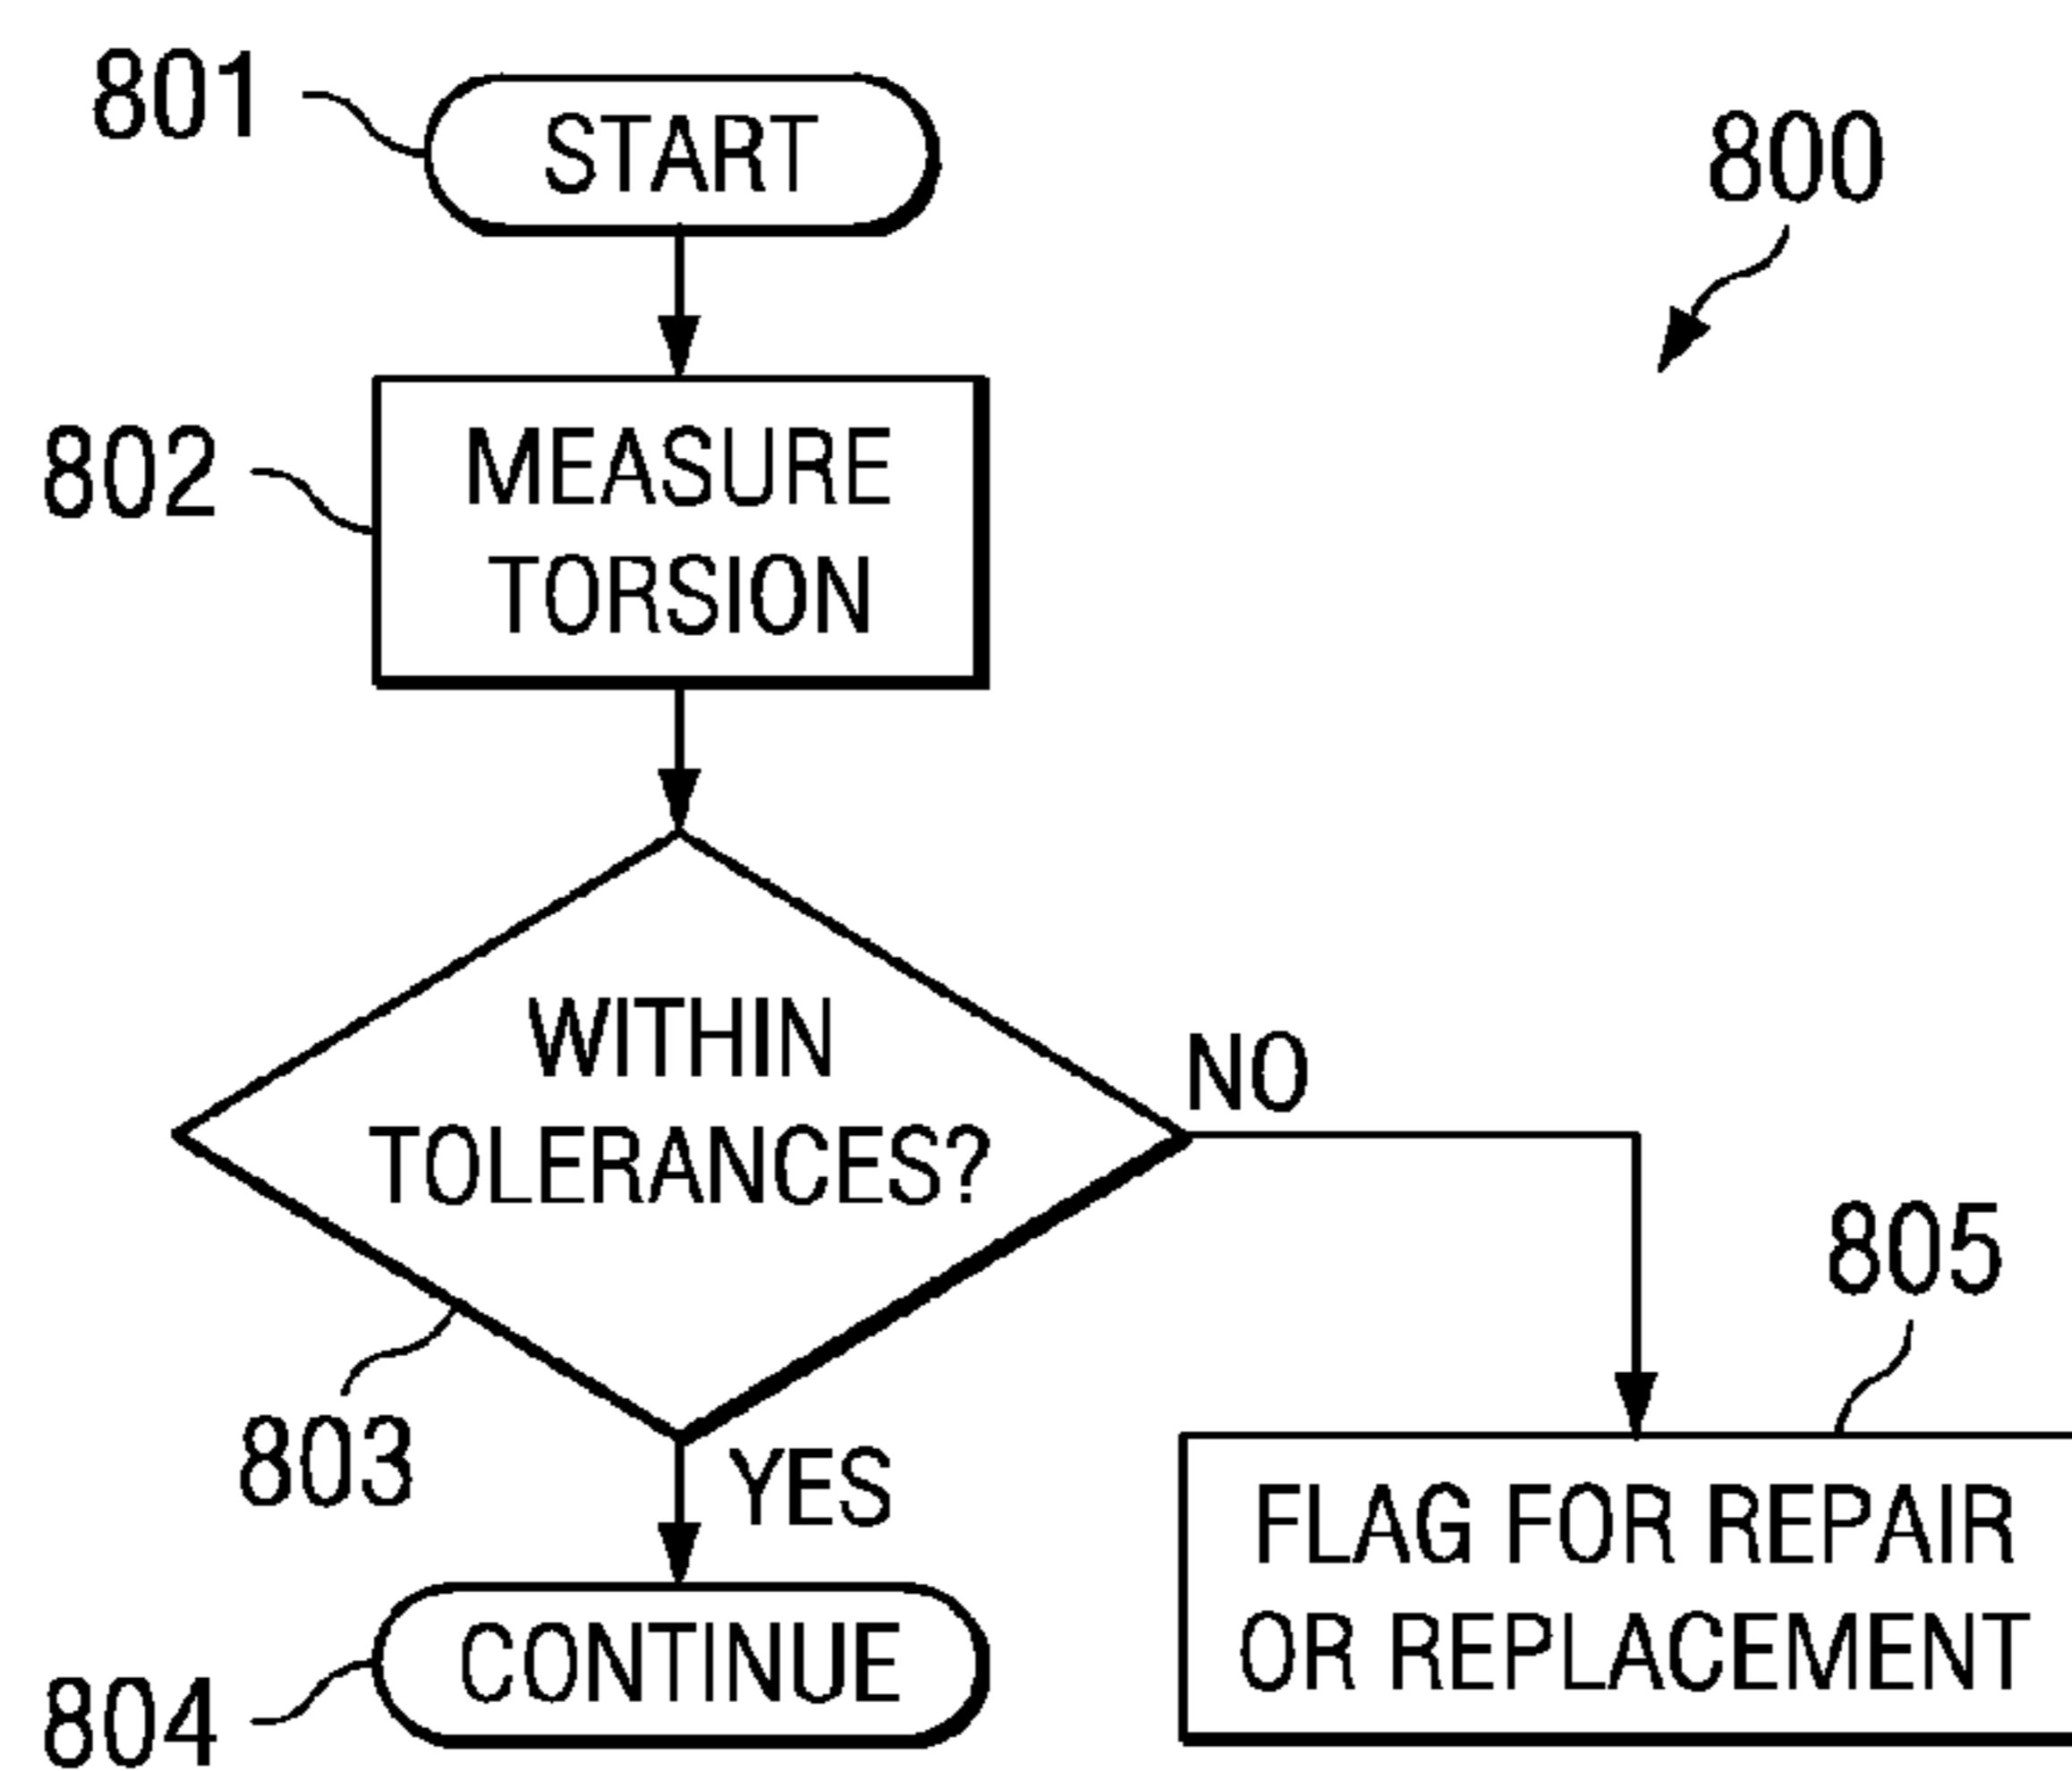 801
START
800
802
MEASURE
TORSION
WITHIN
TOLERANCES?
NO
803
YES
805
FLAG FOR REPAIR
OR REPLACEMENT
804
CONTINUE